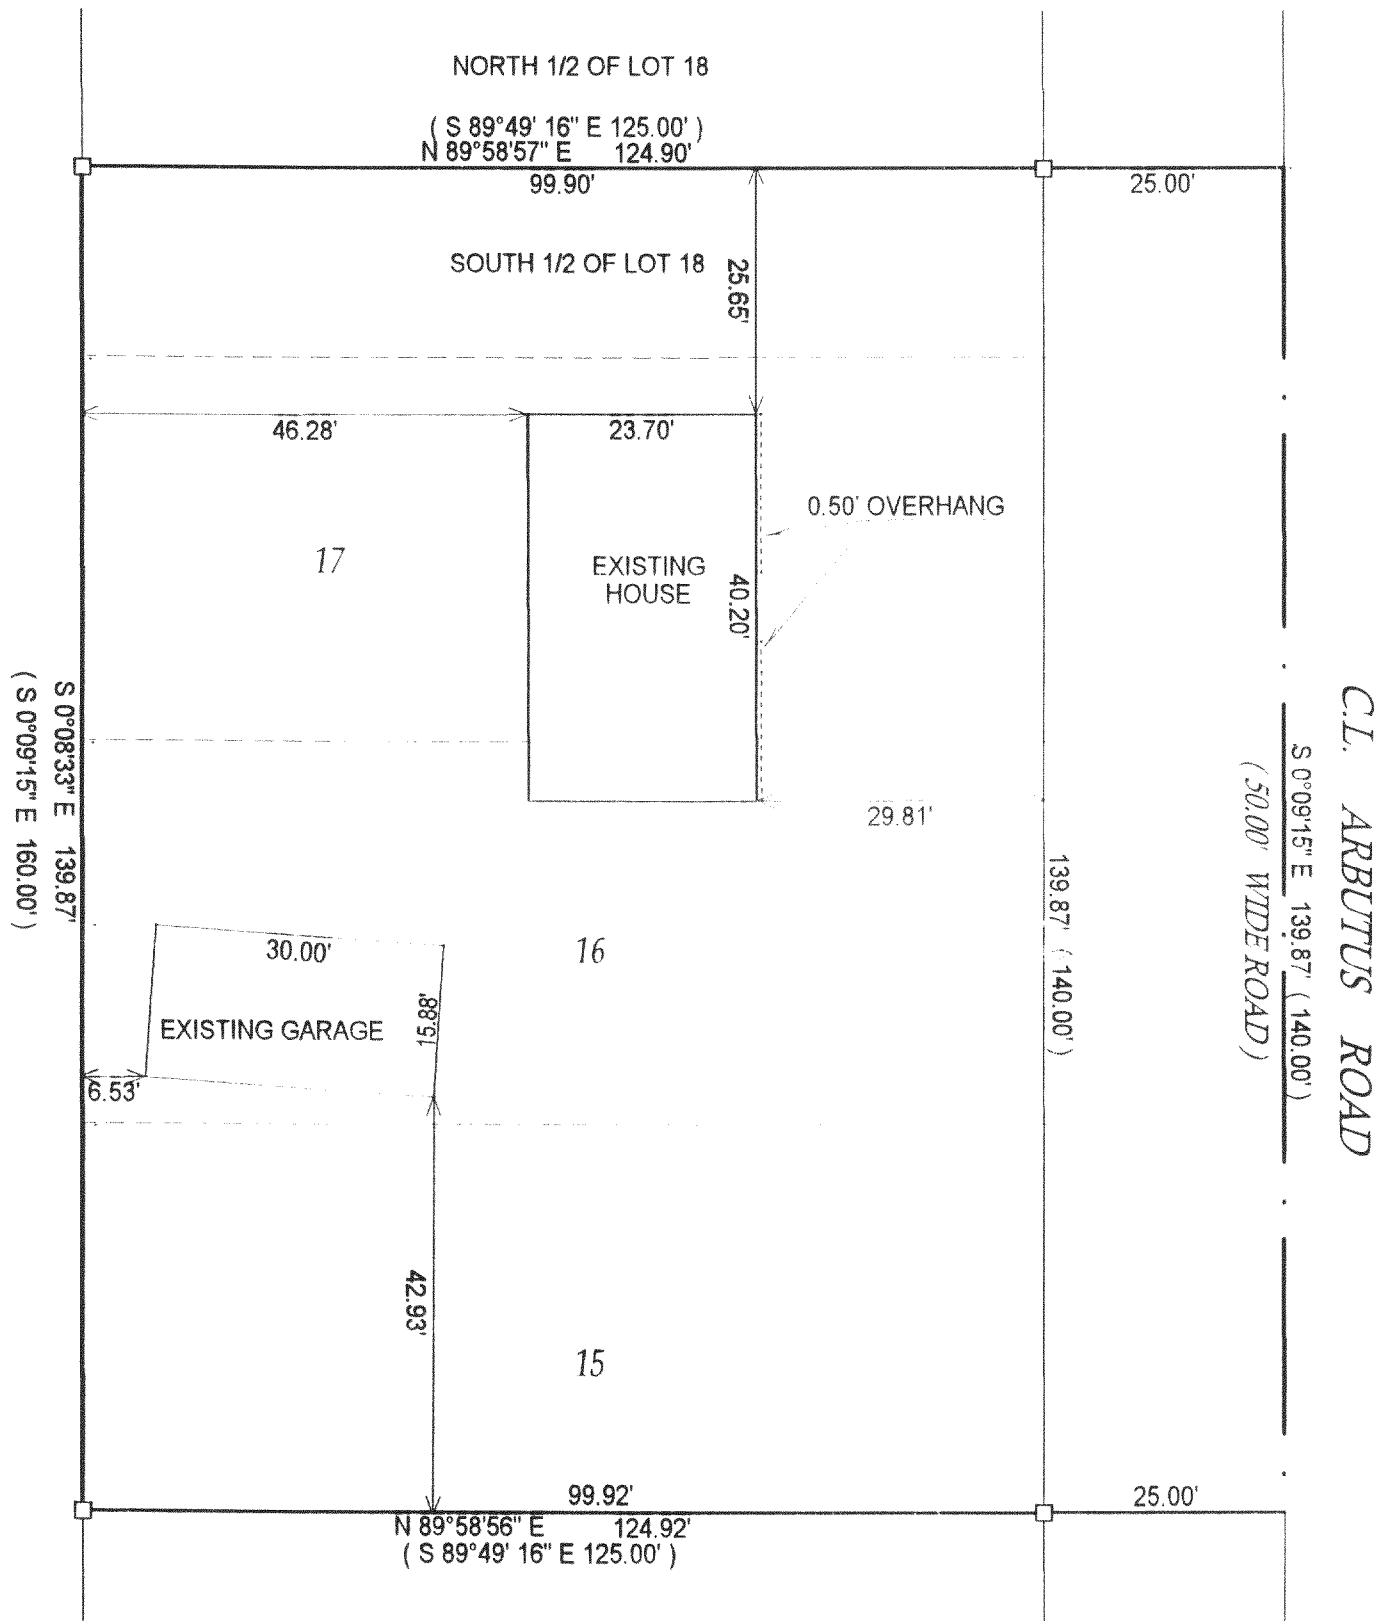 NORTH 1/2 OF LOT 18
( S 89°49' 16" E 125.00' )
N 89°58'57" E 124.90'
99.90'
25.00'
SOUTH 1/2 OF LOT 18
25.65'
46.28'
23.70'
0.50' OVERHANG
17
EXISTING
HOUSE
40.20'
S 0°08'33" E 139.87'
( S 0°09'15" E 160.00' )
29.81'
139.87' ( 140.00' )
C.L. ARBUTUS ROAD
S 0°09'15" E 139.87' ( 140.00' )
( 50.00' WIDE ROAD )
30.00'
16
15.88'
EXISTING GARAGE
6.53'
42.93'
15
99.92'
25.00'
N 89°58'56" E 124.92'
( S 89°49' 16" E 125.00' )